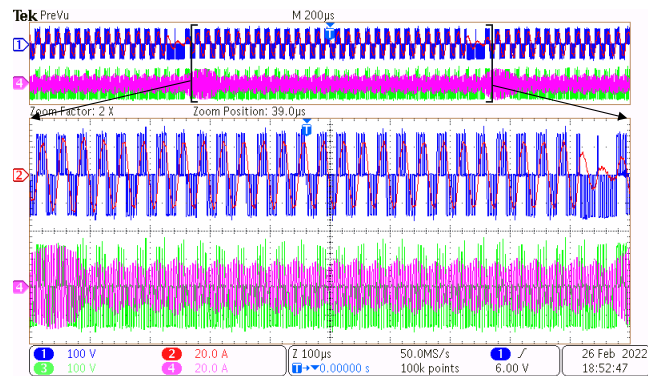 Tek PreVu M 200µs
T
1
4
Zoom Factor: 2 X Zoom Position: 39.0µs
T
2
4
1 100 V 2 20.0 A Z 100µs 50.0MS/s 1 26 Feb 2022
3 100 V 4 20.0 A T→▼0.00000 s 100k points 6.00 V 18:52:47